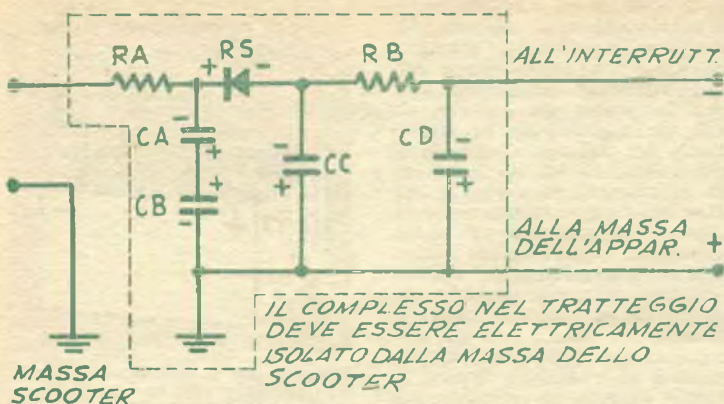 RA
+ RS -
RB
ALL'INTERRUTT.
-
-
CA
+
+
CB
-
-
CC
+
-
CD
+
ALLA MASSA
DELL'APPAR. +
IL COMPLESSO NEL TRATTEGGIO
DEVE ESSERE ELETTRICAMENTE
ISOLATO DALLA MASSA DELLO
SCOOTER
MASSA
SCOOTER